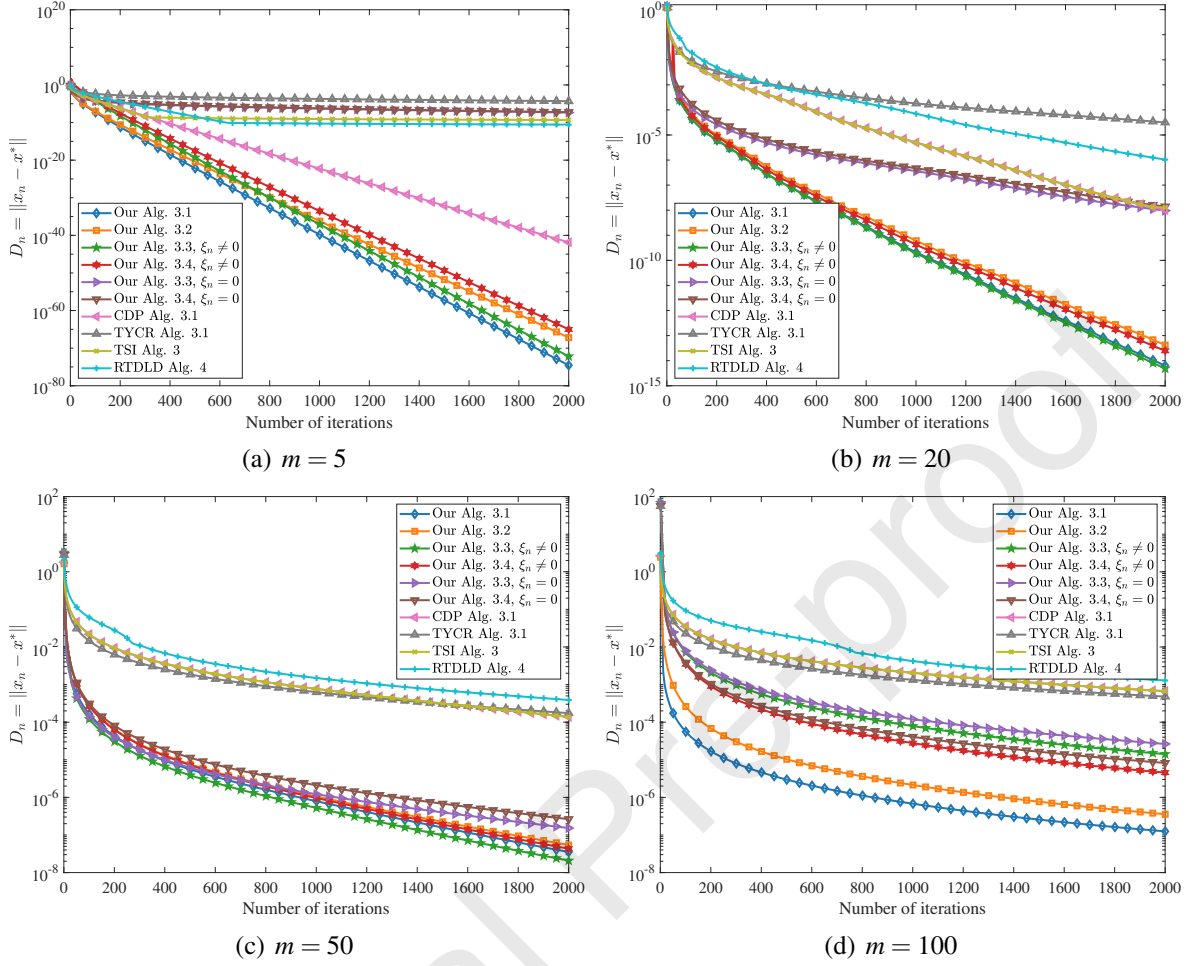 10^20
10^0
10^-20
10^-40
10^-60
10^-80
D_n = ||x_n − x*||
Our Alg. 3.1
Our Alg. 3.2
Our Alg. 3.3, ξ_n ≠ 0
Our Alg. 3.4, ξ_n ≠ 0
Our Alg. 3.3, ξ_n = 0
Our Alg. 3.4, ξ_n = 0
CDP Alg. 3.1
TYCR Alg. 3.1
TSI Alg. 3
RTDLD Alg. 4
0 200 400 600 800 1000 1200 1400 1600 1800 2000
Number of iterations
(a) m = 5
10^0
10^-5
10^-10
10^-15
D_n = ||x_n − x*||
Our Alg. 3.1
Our Alg. 3.2
Our Alg. 3.3, ξ_n ≠ 0
Our Alg. 3.4, ξ_n ≠ 0
Our Alg. 3.3, ξ_n = 0
Our Alg. 3.4, ξ_n = 0
CDP Alg. 3.1
TYCR Alg. 3.1
TSI Alg. 3
RTDLD Alg. 4
0 200 400 600 800 1000 1200 1400 1600 1800 2000
Number of iterations
(b) m = 20
10^2
10^0
10^-2
10^-4
10^-6
10^-8
D_n = ||x_n − x*||
Our Alg. 3.1
Our Alg. 3.2
Our Alg. 3.3, ξ_n ≠ 0
Our Alg. 3.4, ξ_n ≠ 0
Our Alg. 3.3, ξ_n = 0
Our Alg. 3.4, ξ_n = 0
CDP Alg. 3.1
TYCR Alg. 3.1
TSI Alg. 3
RTDLD Alg. 4
0 200 400 600 800 1000 1200 1400 1600 1800 2000
Number of iterations
(c) m = 50
10^2
10^0
10^-2
10^-4
10^-6
10^-8
D_n = ||x_n − x*||
Our Alg. 3.1
Our Alg. 3.2
Our Alg. 3.3, ξ_n ≠ 0
Our Alg. 3.4, ξ_n ≠ 0
Our Alg. 3.3, ξ_n = 0
Our Alg. 3.4, ξ_n = 0
CDP Alg. 3.1
TYCR Alg. 3.1
TSI Alg. 3
RTDLD Alg. 4
0 200 400 600 800 1000 1200 1400 1600 1800 2000
Number of iterations
(d) m = 100
Pre-proof